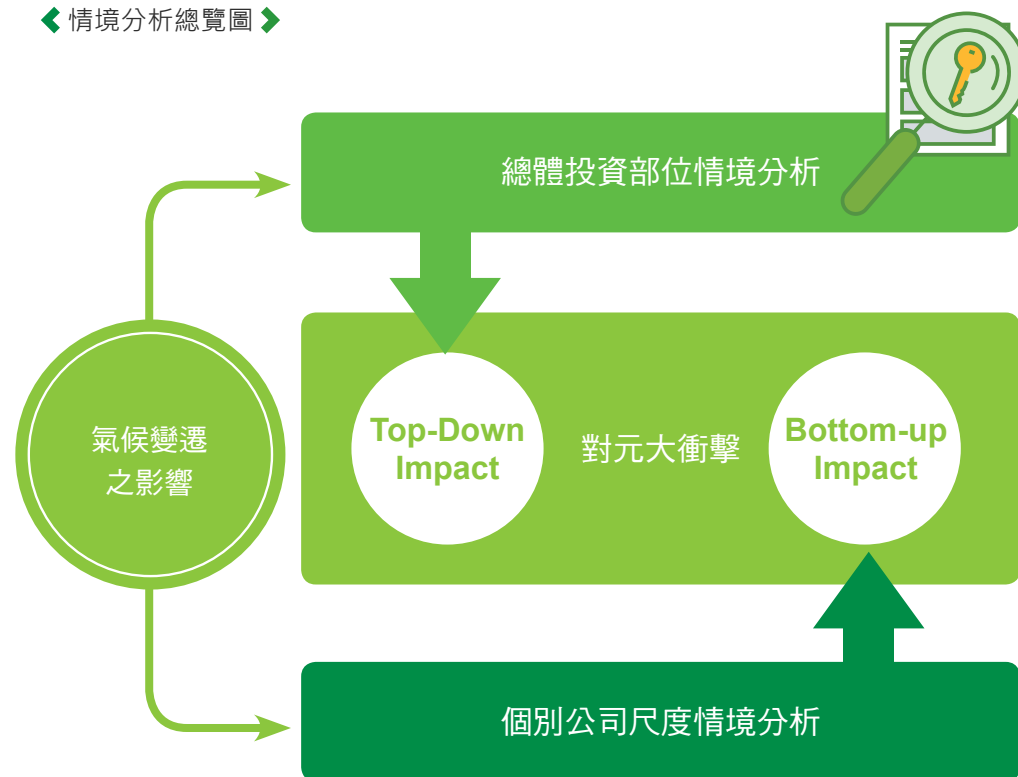 情境分析總覽圖
總體投資部位情境分析
氣候變遷
之影響
Top-Down
Impact
對元大衝擊
Bottom-up
Impact
個別公司尺度情境分析